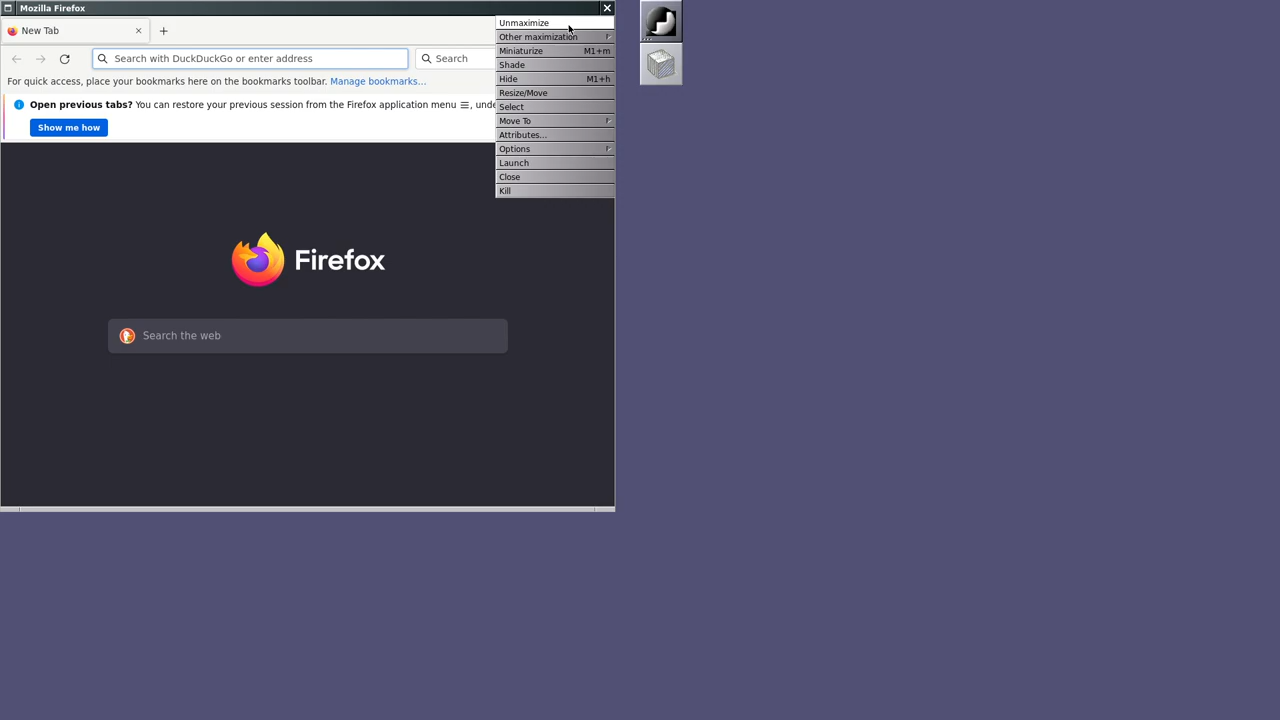 Mozilla Firefox
New Tab
Search with DuckDuckGo or enter address
Search
For quick access, place your bookmarks here on the bookmarks toolbar. Manage bookmarks…
Open previous tabs? You can restore your previous session from the Firefox application menu ☰, unde
Show me how
Unmaximize
Other maximization
Miniaturize M1+m
Shade
Hide M1+h
Resize/Move
Select
Move To
Attributes...
Options
Launch
Close
Kill
Firefox
Search the web